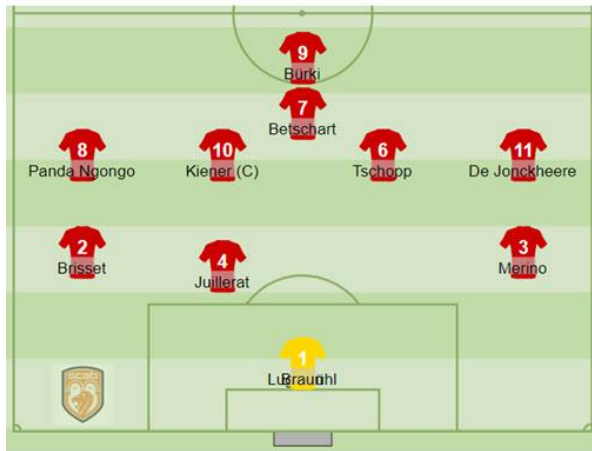 9
Bürki
7
Betschart
8
10
6
11
Panda Ngongo
Kiener (C)
Tschopp
De Jonckheere
2
4
3
Brisset
Juillerat
Merino
1